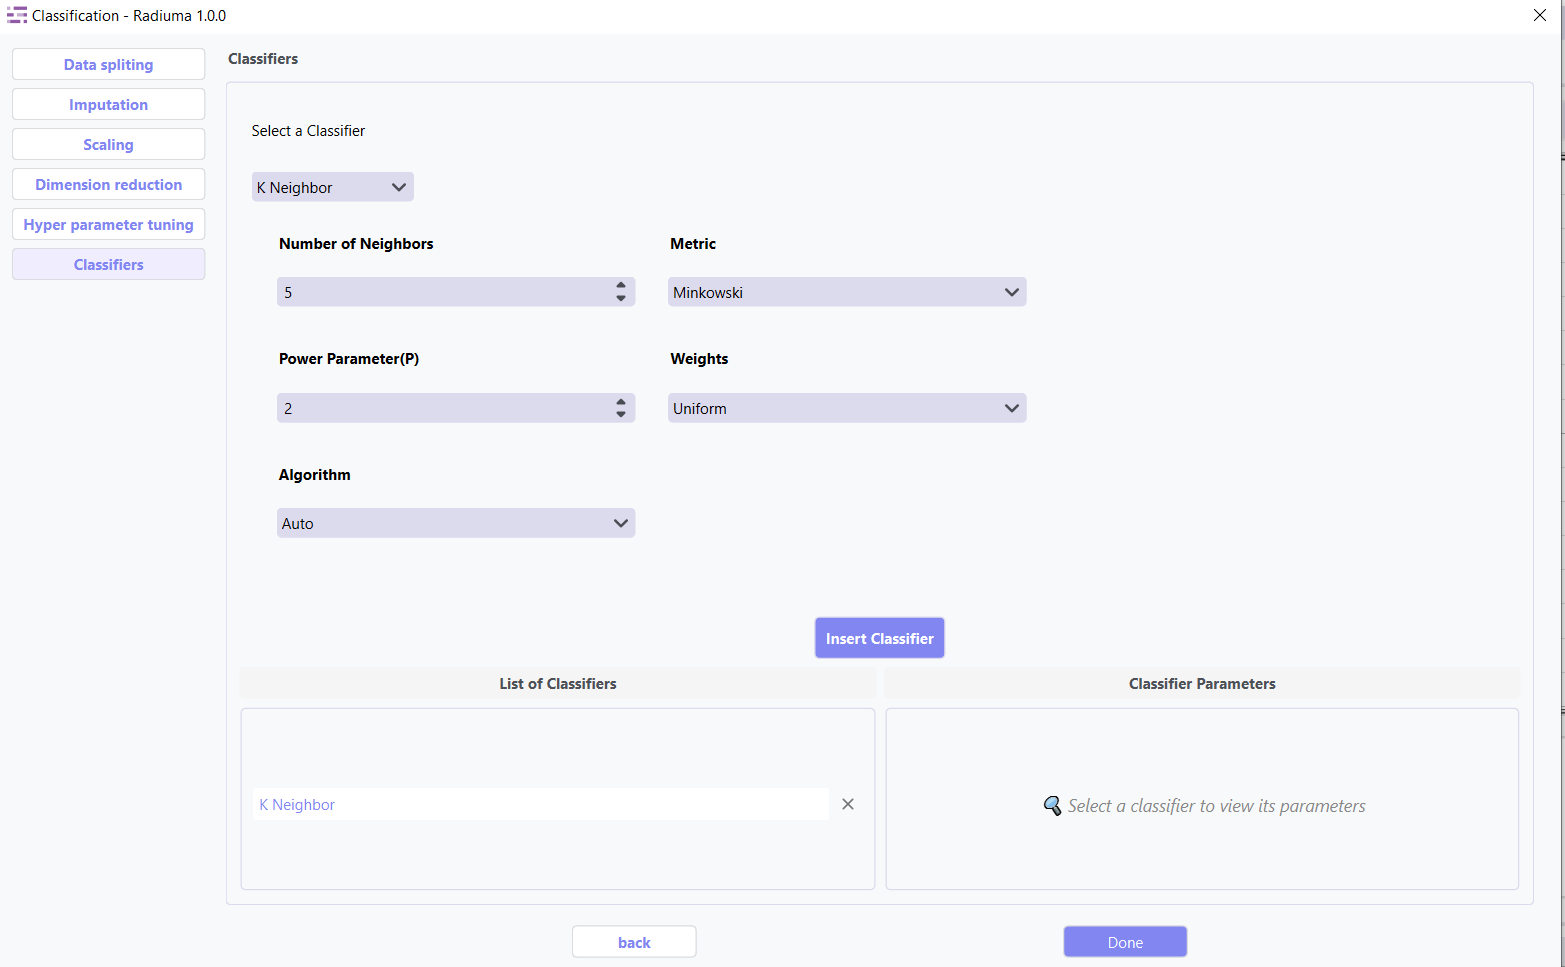 Classification - Radiuma 1.0.0
Data spliting
Imputation
Scaling
Dimension reduction
Hyper parameter tuning
Classifiers
Classifiers
Select a Classifier
K Neighbor
Number of Neighbors
Metric
5
Minkowski
Power Parameter(P)
Weights
2
Uniform
Algorithm
Auto
Insert Classifier
List of Classifiers
Classifier Parameters
K Neighbor
Select a classifier to view its parameters
back
Done